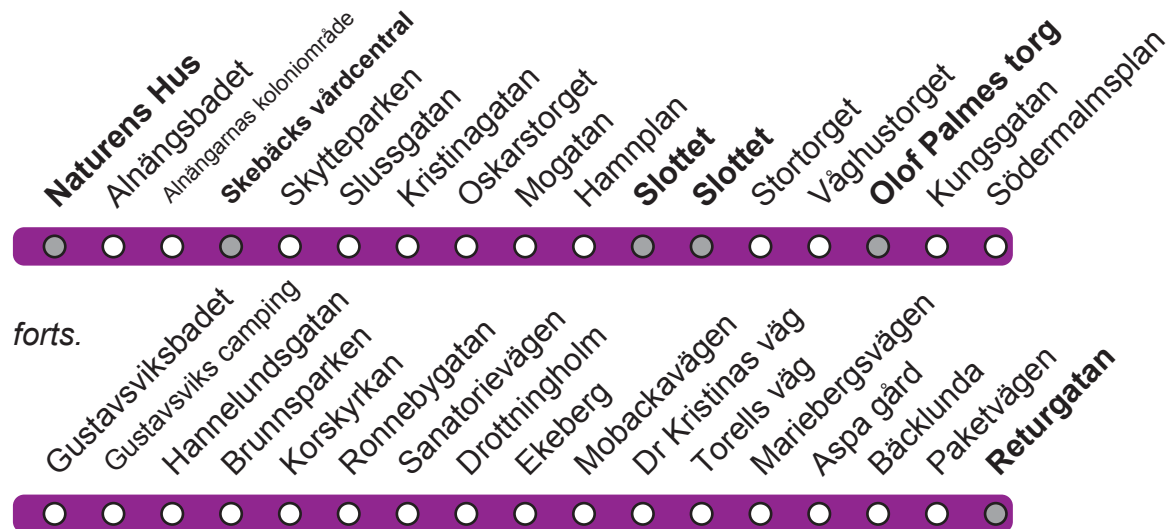 Naturens Hus
Alnängsbadet
Alnängarnas koloniområde
Skebäcks vårdcentral
Skytteparken
Slussgatan
Kristinagatan
Oskarstorget
Mogatan
Hamnplan
Slottet
Slottet
Stortorget
Våghustorget
Olof Palmes torg
Kungsgatan
Södermalmsplan
forts.
Gustavsviksbadet
Gustavsviks camping
Hannelundsgatan
Brunnsparken
Korskyrkan
Ronnebygatan
Sanatorievägen
Drottningholm
Ekeberg
Mobackavägen
Dr Kristinas väg
Torells väg
Mariebergsvägen
Aspa gård
Bäcklunda
Paketvägen
Returgatan